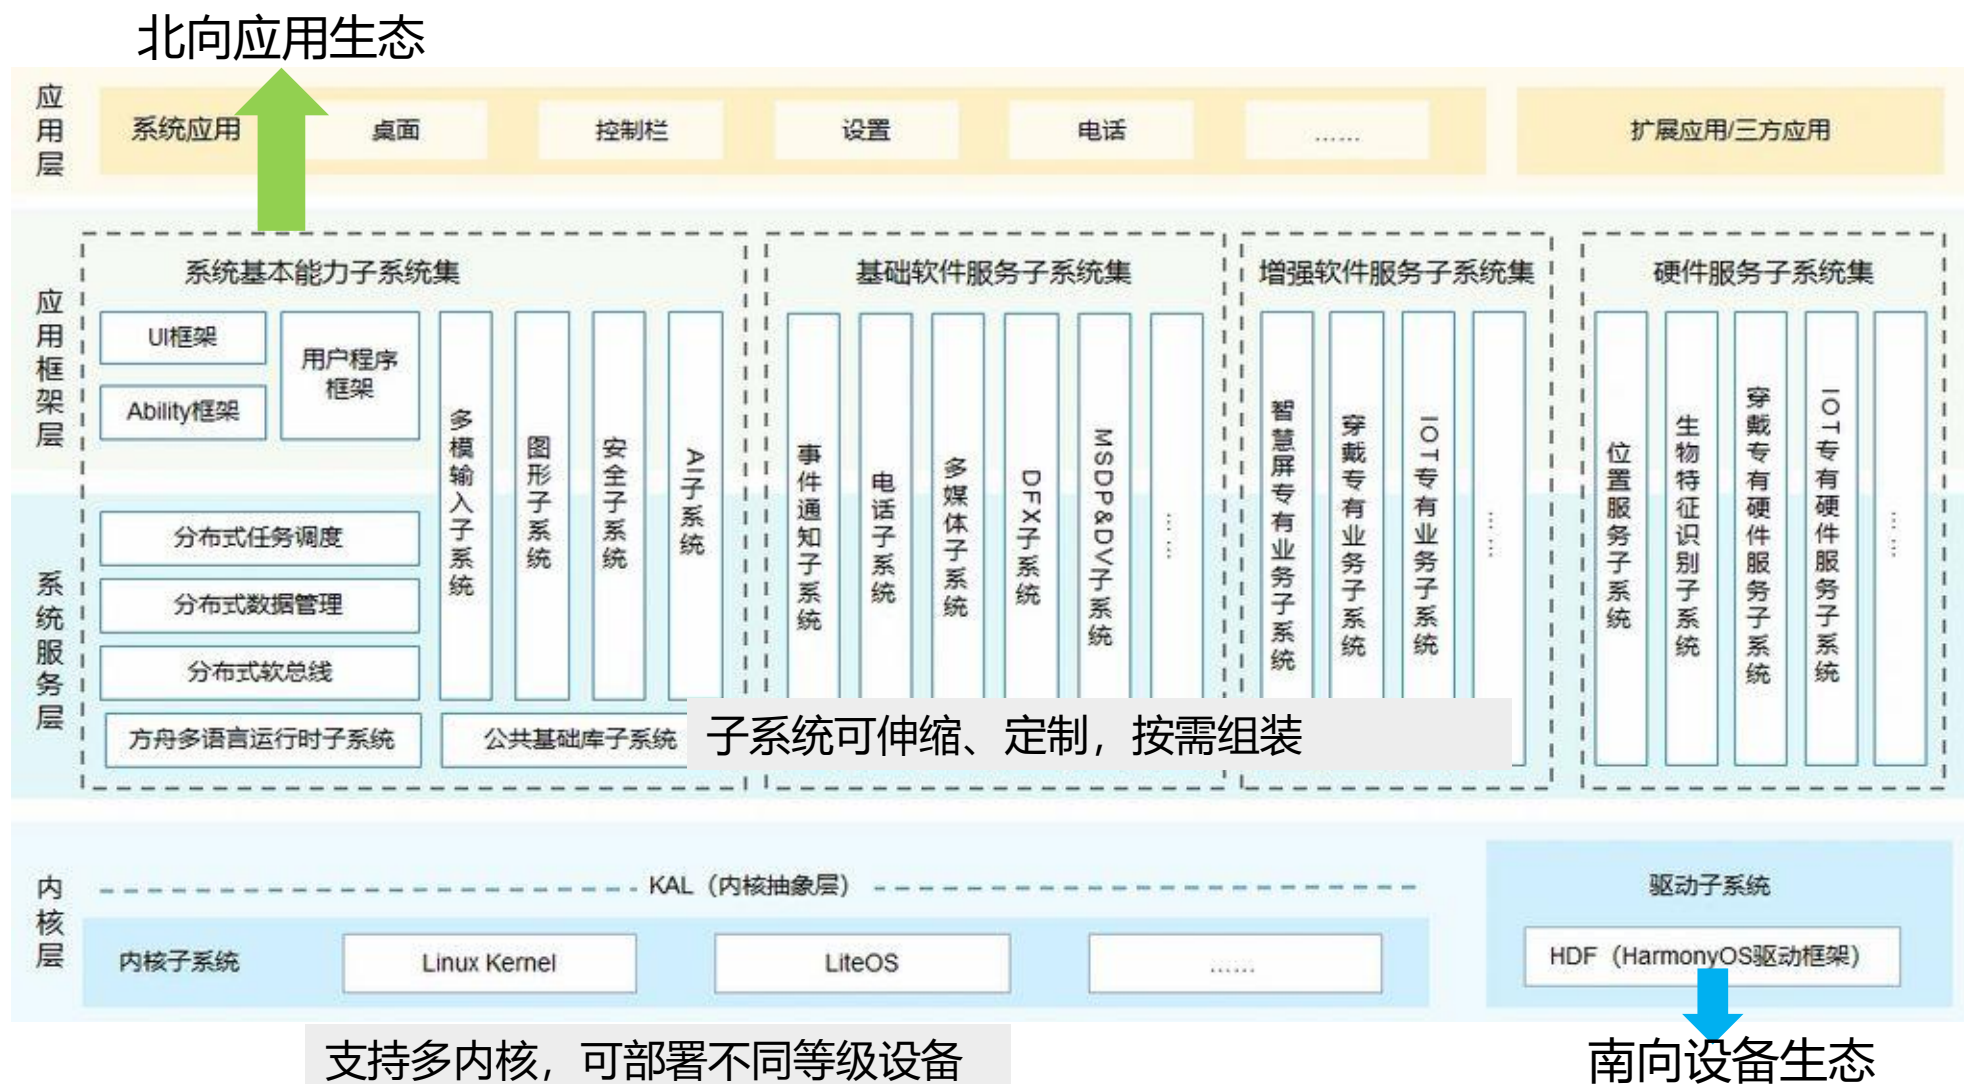 北向应用生态
应用层
系统应用
桌面
控制栏
设置
电话
……
扩展应用/三方应用
应用框架层
系统基本能力子系统集
UI框架
用户程序
框架
Ability框架
多模输入子系统
图形子系统
安全子系统
AI子系统
基础软件服务子系统集
事件通知子系统
电话子系统
多媒体子系统
DFX子系统
MSDP&DV子系统
……
增强软件服务子系统集
智慧屏专有业务子系统
穿戴专有业务子系统
IOT专有业务子系统
……
硬件服务子系统集
位置服务子系统
生物特征识别子系统
穿戴专有硬件服务子系统
IOT专有硬件服务子系统
……
系统服务层
分布式任务调度
分布式数据管理
分布式软总线
方舟多语言运行时子系统
公共基础库子系统
子系统可伸缩、定制，按需组装
内核层
KAL（内核抽象层）
内核子系统
Linux Kernel
LiteOS
……
驱动子系统
HDF（HarmonyOS驱动框架）
支持多内核，可部署不同等级设备
南向设备生态